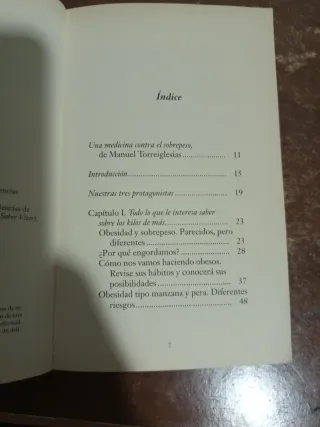 Índice
Una medicina contra el sobrepeso,
de Manuel Torreiglesias .................... 11
Introducción .................................... 15
Nuestras tres protagonistas ................. 19
Capítulo I. Todo lo que le interesa saber
sobre los kilos de más ........................ 23
Obesidad y sobrepeso. Parecidos, pero
diferentes ........................... 23
¿Por qué engordamos? ................. 28
Cómo nos vamos haciendo obesos.
Revise sus hábitos y conocerá sus
posibilidades ........................... 37
Obesidad tipo manzana y pera. Diferentes
riesgos ................................. 48
7
Saber Vivir),